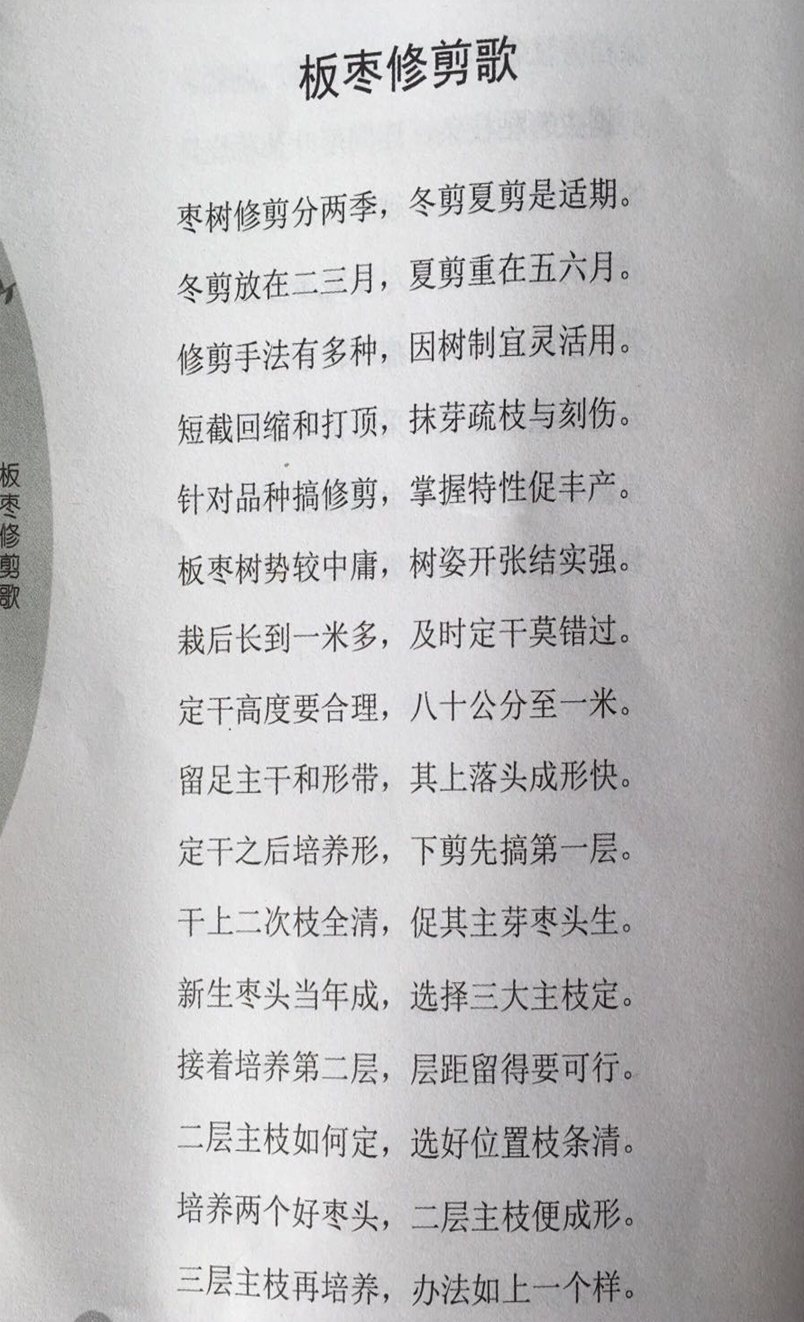 板枣修剪歌
枣树修剪分两季，冬剪夏剪是适期。
冬剪放在二三月，夏剪重在五六月。
修剪手法有多种，因树制宜灵活用。
短截回缩和打顶，抹芽疏枝与刻伤。
针对品种搞修剪，掌握特性促丰产。
板枣树势较中庸，树姿开张结实强。
栽后长到一米多，及时定干莫错过。
定干高度要合理，八十公分至一米。
留足主干和形带，其上落头成形快。
定干之后培养形，下剪先搞第一层。
干上二次枝全清，促其主芽枣头生。
新生枣头当年成，选择三大主枝定。
接着培养第二层，层距留得要可行。
二层主枝如何定，选好位置枝条清。
培养两个好枣头，二层主枝便成形。
三层主枝再培养，办法如上一个样。
板枣修剪歌